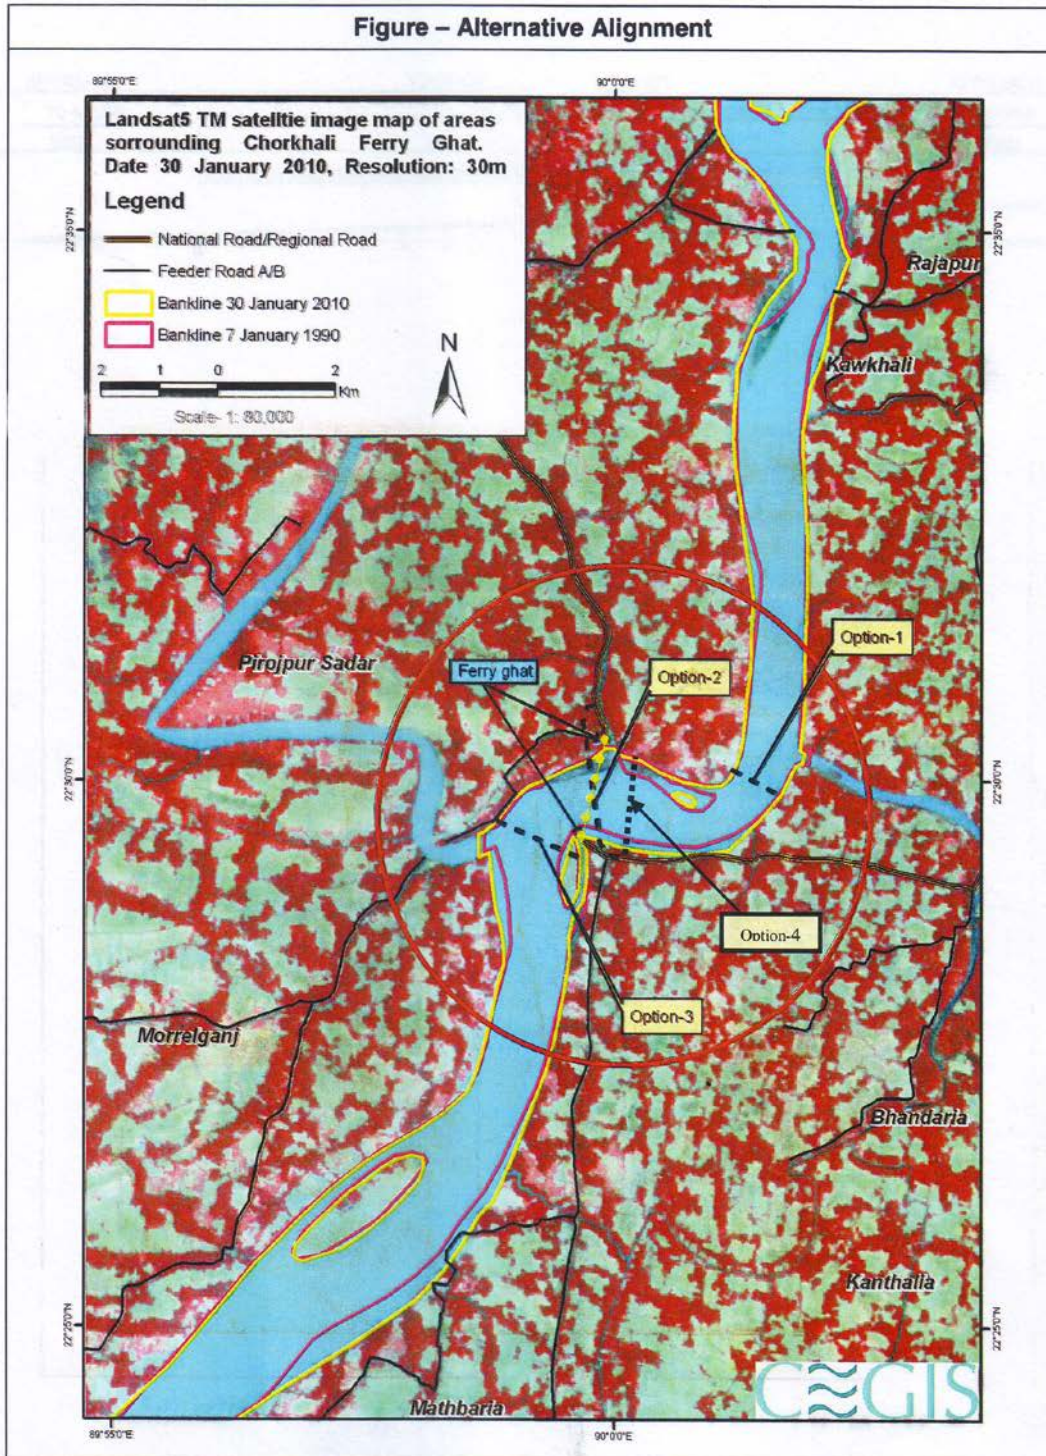 Figure – Alternative Alignment
89°55'0"E
90°0'0"E
Landsat5 TM satelltie image map of areas
sorrounding Chorkhali Ferry Ghat.
Date 30 January 2010, Resolution: 30m
Legend
National Road/Regional Road
Feeder Road A/B
Bankline 30 January 2010
Bankline 7 January 1990
2 1 0 2
Km
Scale- 1: 80,000
N
22°35'0"N
22°35'0"N
Rajapur
Kawkhali
Option-1
Pirojpur Sadar
Ferry ghat
Option-2
22°30'0"N
22°30'0"N
Option-4
Option-3
Morrelganj
Bhandaria
Kanthalia
22°25'0"N
22°25'0"N
CEGIS
Mathbaria
89°55'0"E
90°0'0"E